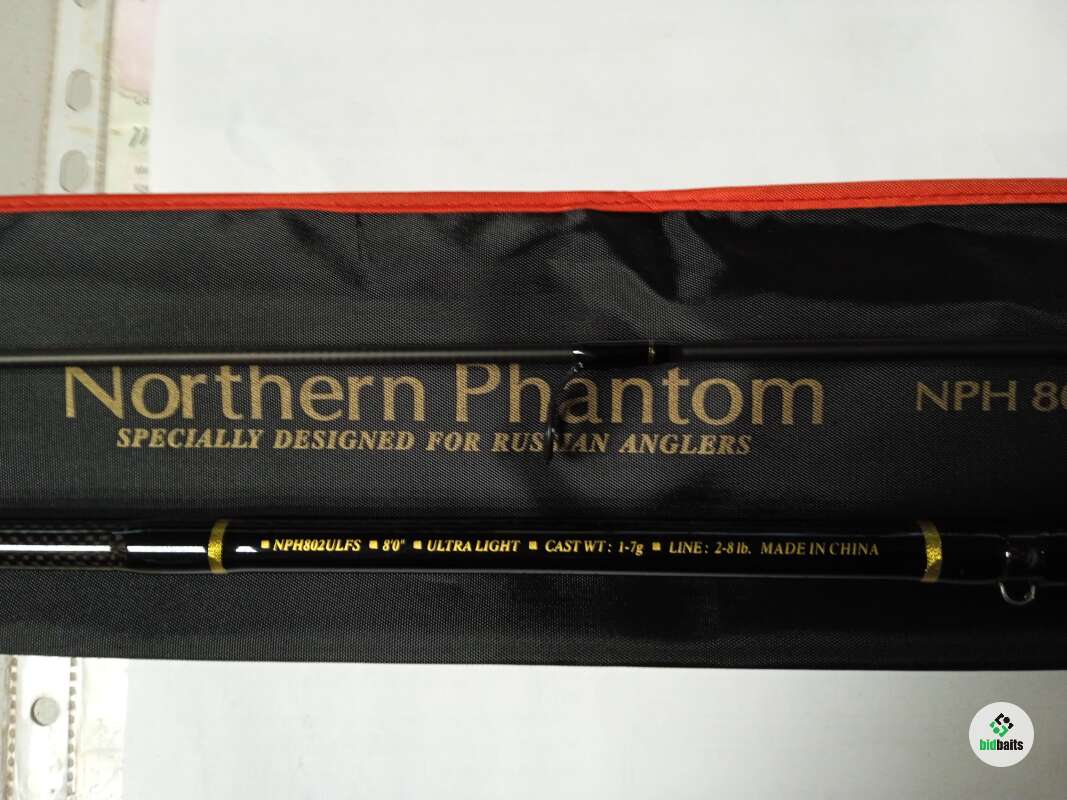 Northern Phantom NPH 80
SPECIALLY DESIGNED FOR RUSSIAN ANGLERS
▪ NPH802ULFS ▪ 8'0" ▪ ULTRA LIGHT ▪ CAST WT: 1-7g ▪ LINE: 2-8 lb. MADE IN CHINA
bidbaits